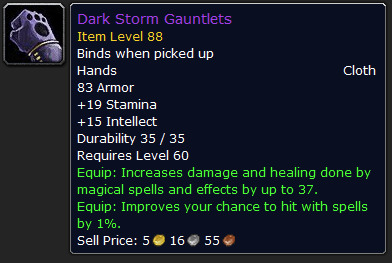 Dark Storm Gauntlets
Item Level 88
Binds when picked up
Hands Cloth
83 Armor
+19 Stamina
+15 Intellect
Durability 35 / 35
Requires Level 60
Equip: Increases damage and healing done by
magical spells and effects by up to 37.
Equip: Improves your chance to hit with spells
by 1%.
Sell Price: 5 16 55